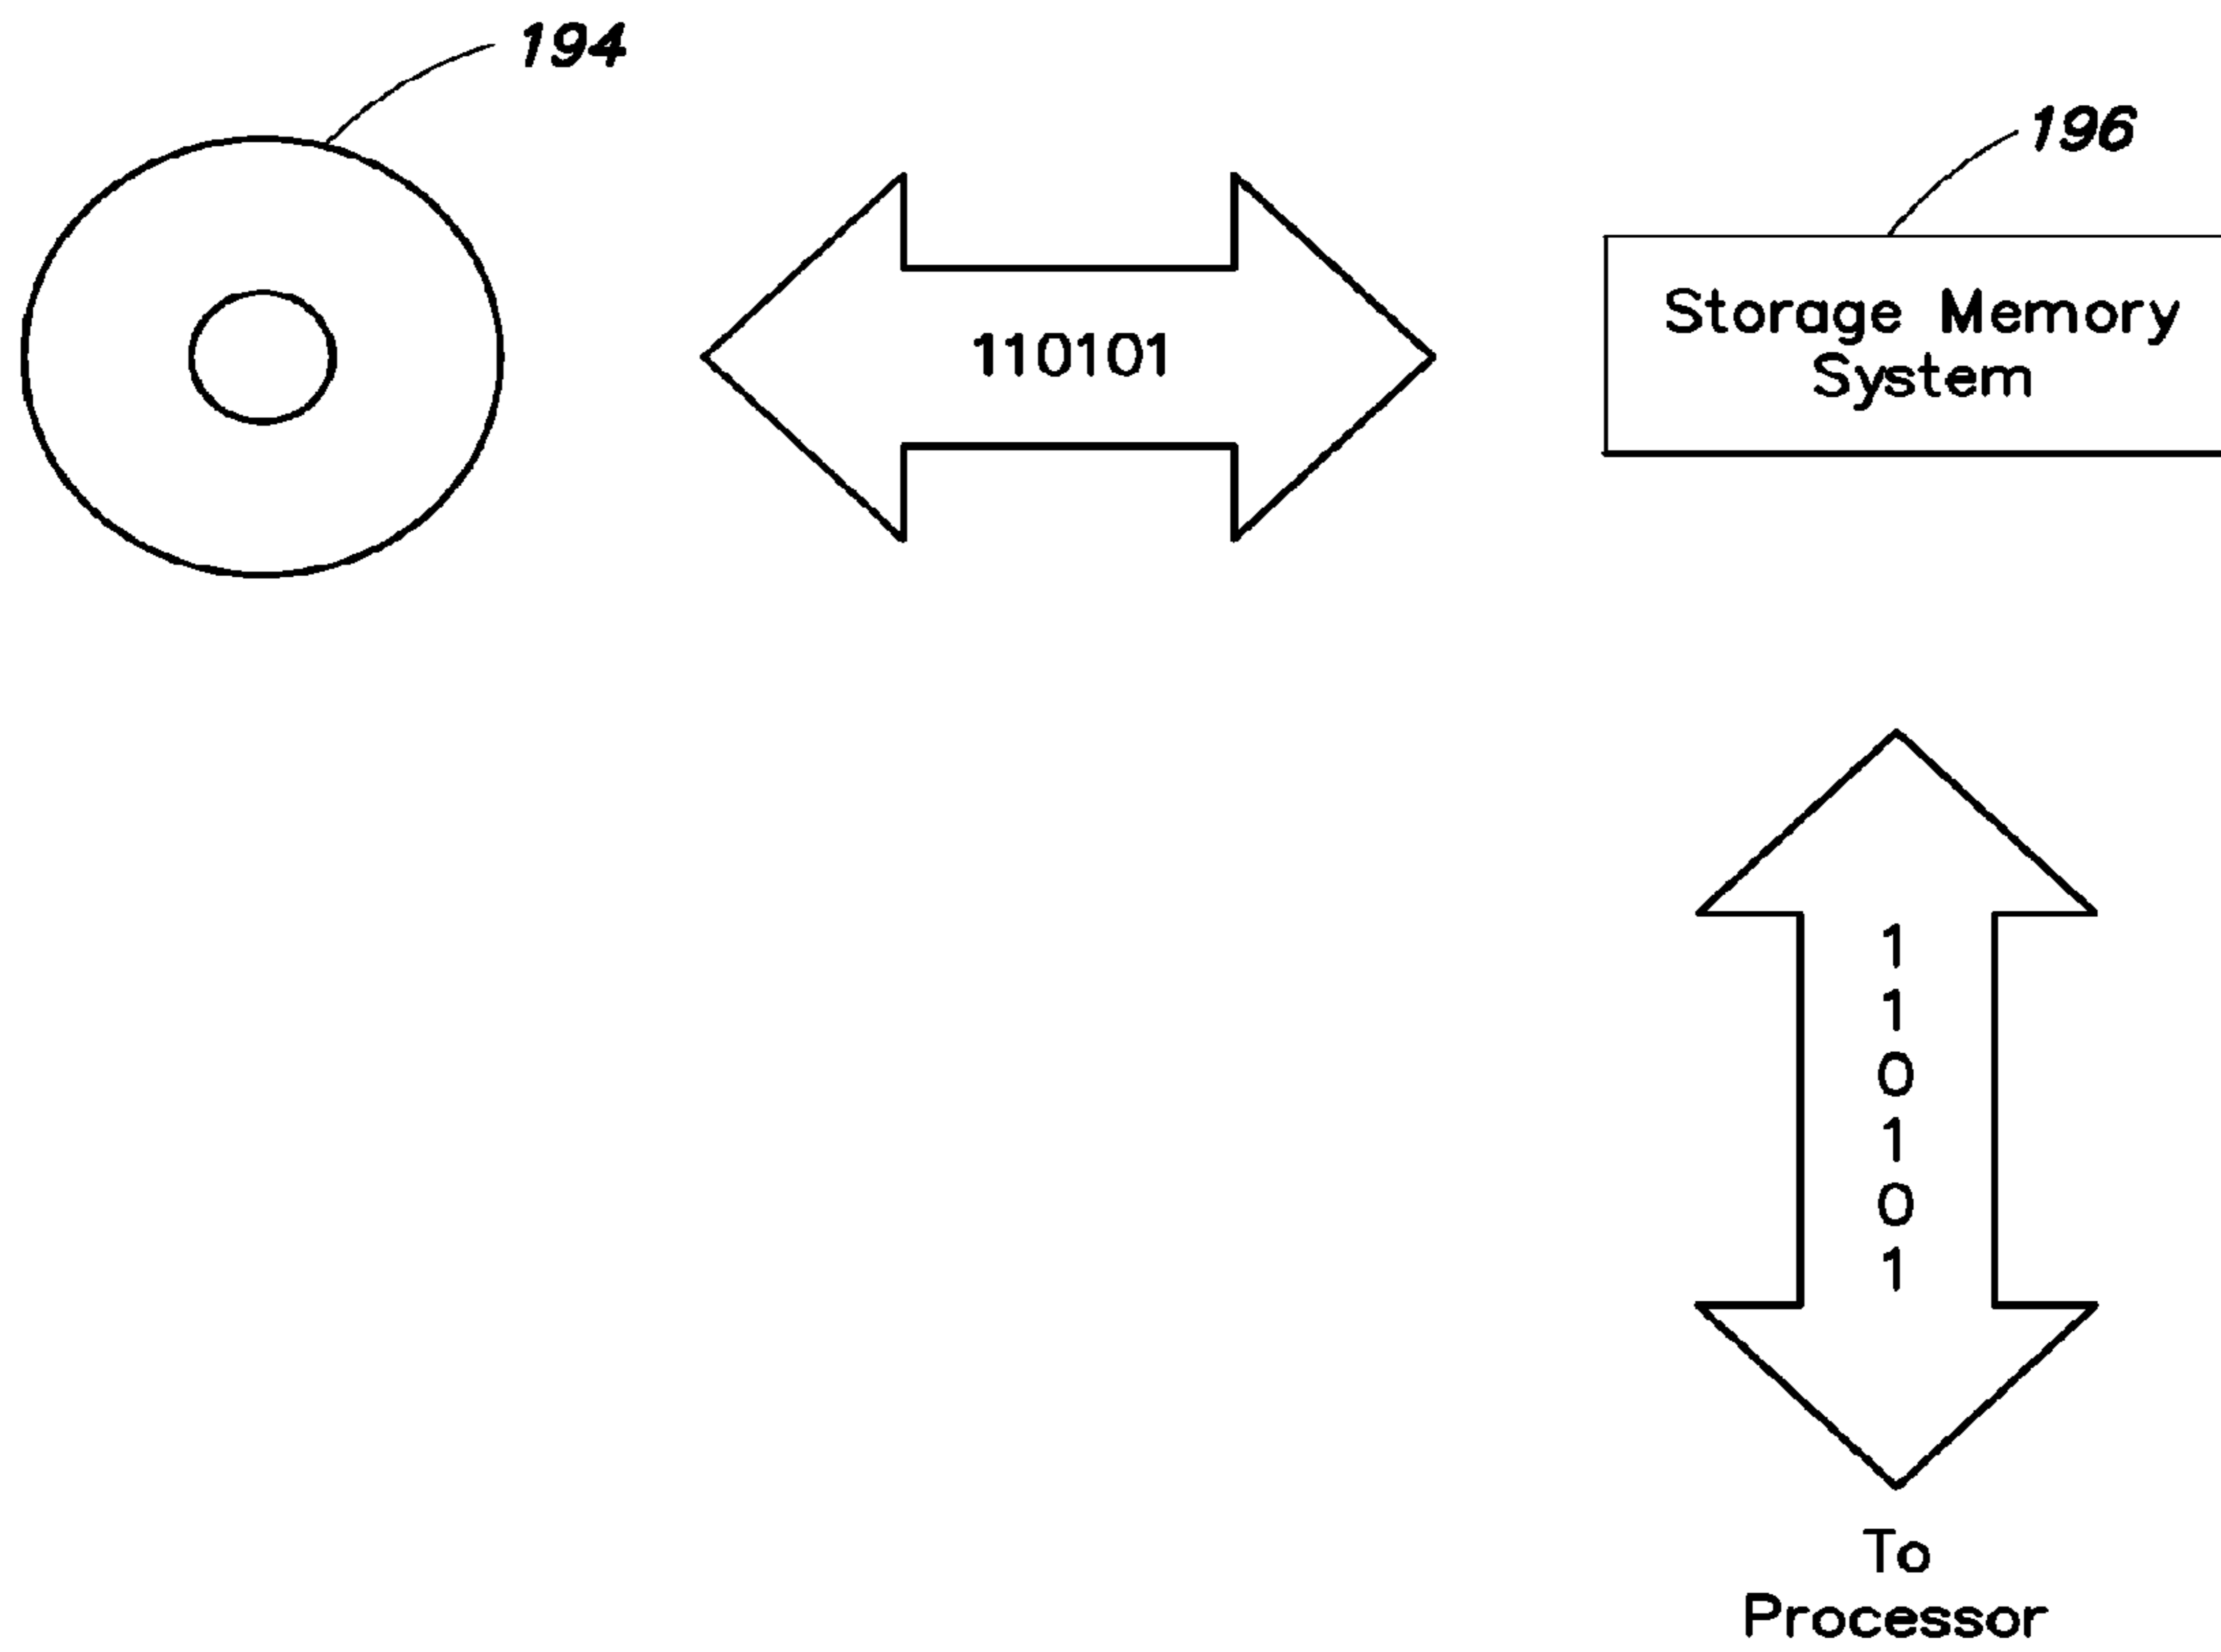 194
196
110101
Storage Memory
System
1
1
0
1
0
1
To
Processor